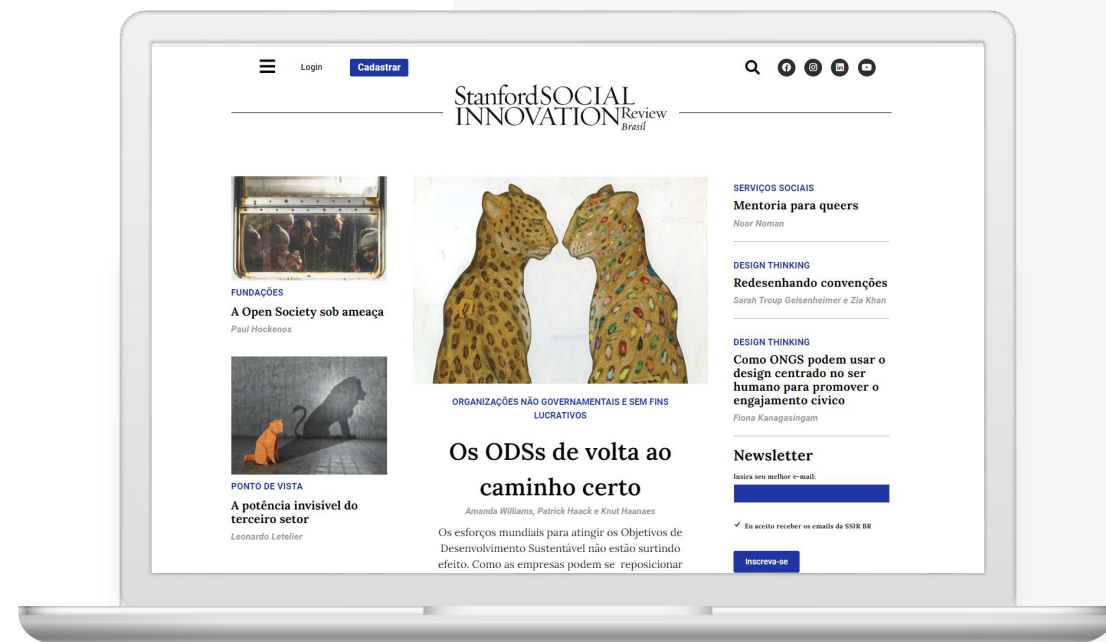 Login
Cadastrar
StanfordSOCIAL
INNOVATIONReview
Brasil
FUNDAÇÕES
A Open Society sob ameaça
Paul Hockenos
PONTO DE VISTA
A potência invisível do
terceiro setor
Leonardo Letelier
ORGANIZAÇÕES NÃO GOVERNAMENTAIS E SEM FINS
LUCRATIVOS
Os ODSs de volta ao
caminho certo
Amanda Williams, Patrick Haack e Knut Haanaes
Os esforços mundiais para atingir os Objetivos de
Desenvolvimento Sustentável não estão surtindo
efeito. Como as empresas podem se reposicionar
SERVIÇOS SOCIAIS
Mentoria para queers
Noor Noman
DESIGN THINKING
Redesenhando convenções
Sarah Troup Geisenheimer e Zia Khan
DESIGN THINKING
Como ONGS podem usar o
design centrado no ser
humano para promover o
engajamento cívico
Fiona Kanagasingam
Newsletter
Insira seu melhor e-mail:
Eu aceito receber os emails da SSIR BR
Inscreva-se